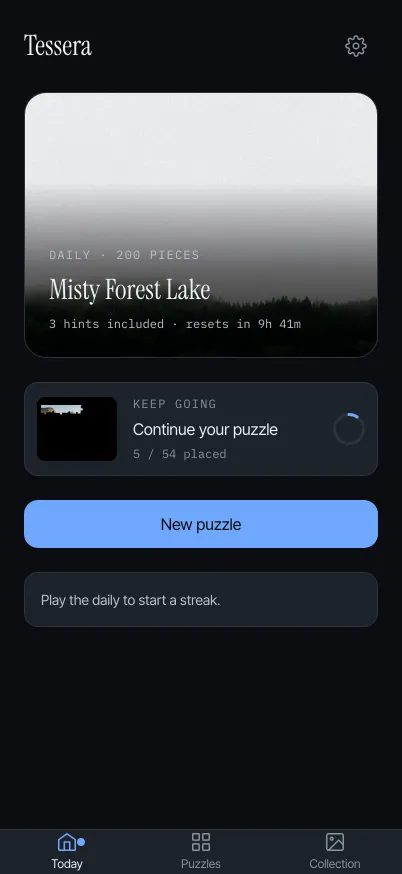 Tessera
DAILY · 200 PIECES
Misty Forest Lake
3 hints included · resets in 9h 41m
KEEP GOING
Continue your puzzle
5 / 54 placed
New puzzle
Play the daily to start a streak.
Today
Puzzles
Collection